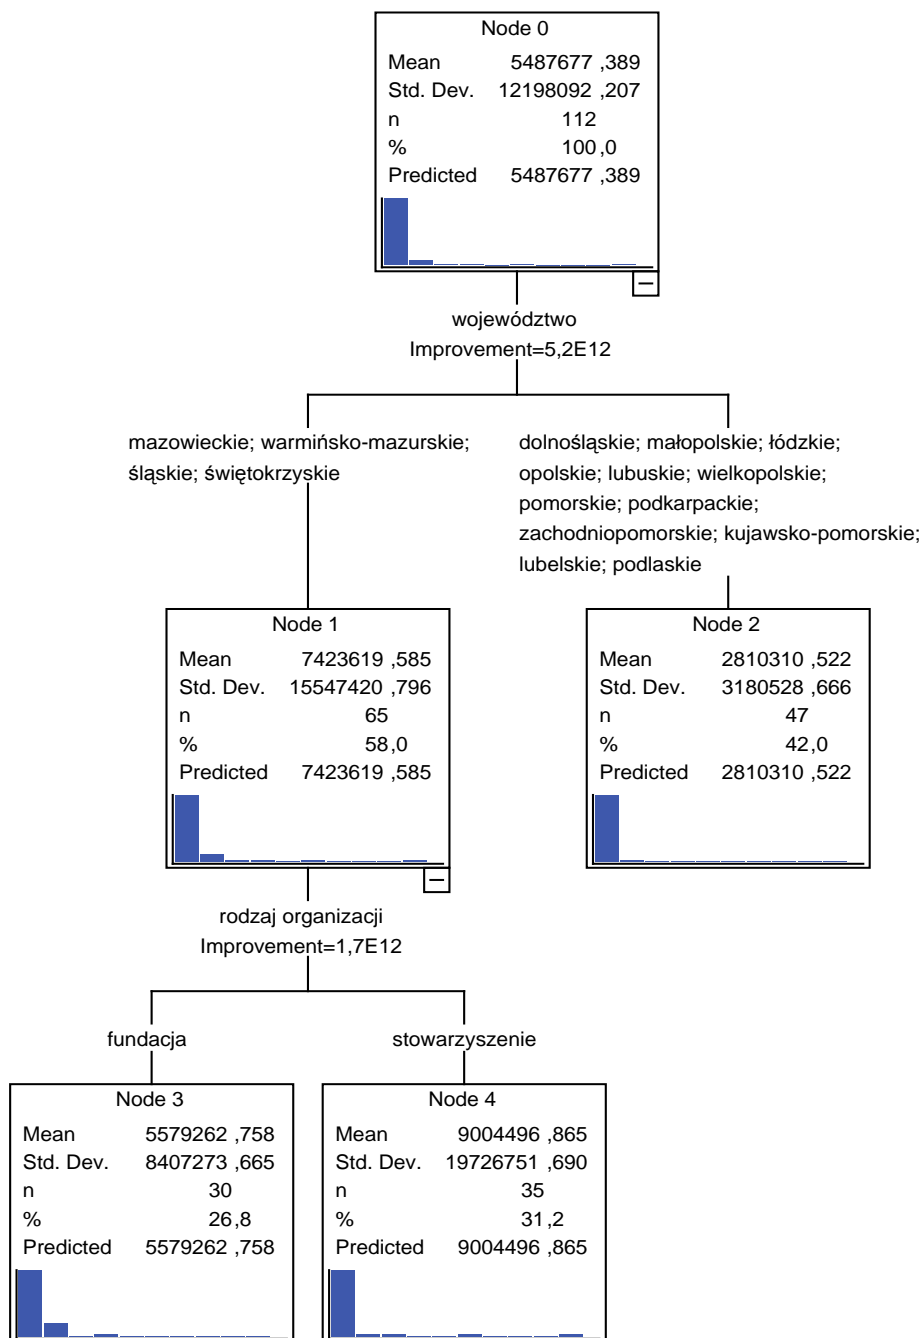 Node 0
Mean 5487677 ,389
Std. Dev. 12198092 ,207
n 112
% 100 ,0
Predicted 5487677 ,389
województwo
Improvement=5,2E12
mazowieckie; warmińsko-mazurskie;
śląskie; świętokrzyskie
dolnośląskie; małopolskie; łódzkie;
opolskie; lubuskie; wielkopolskie;
pomorskie; podkarpackie;
zachodniopomorskie; kujawsko-pomorskie;
lubelskie; podlaskie
Node 1
Mean 7423619 ,585
Std. Dev. 15547420 ,796
n 65
% 58 ,0
Predicted 7423619 ,585
Node 2
Mean 2810310 ,522
Std. Dev. 3180528 ,666
n 47
% 42 ,0
Predicted 2810310 ,522
rodzaj organizacji
Improvement=1,7E12
fundacja
stowarzyszenie
Node 3
Mean 5579262 ,758
Std. Dev. 8407273 ,665
n 30
% 26 ,8
Predicted 5579262 ,758
Node 4
Mean 9004496 ,865
Std. Dev. 19726751 ,690
n 35
% 31 ,2
Predicted 9004496 ,865